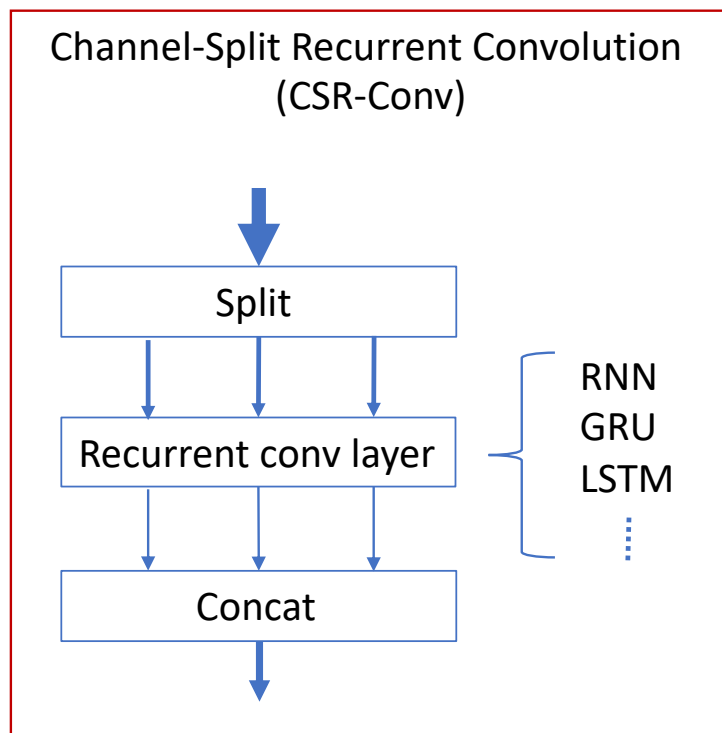 Channel-Split Recurrent Convolution
(CSR-Conv)
Split
Recurrent conv layer
RNN
GRU
LSTM
Concat